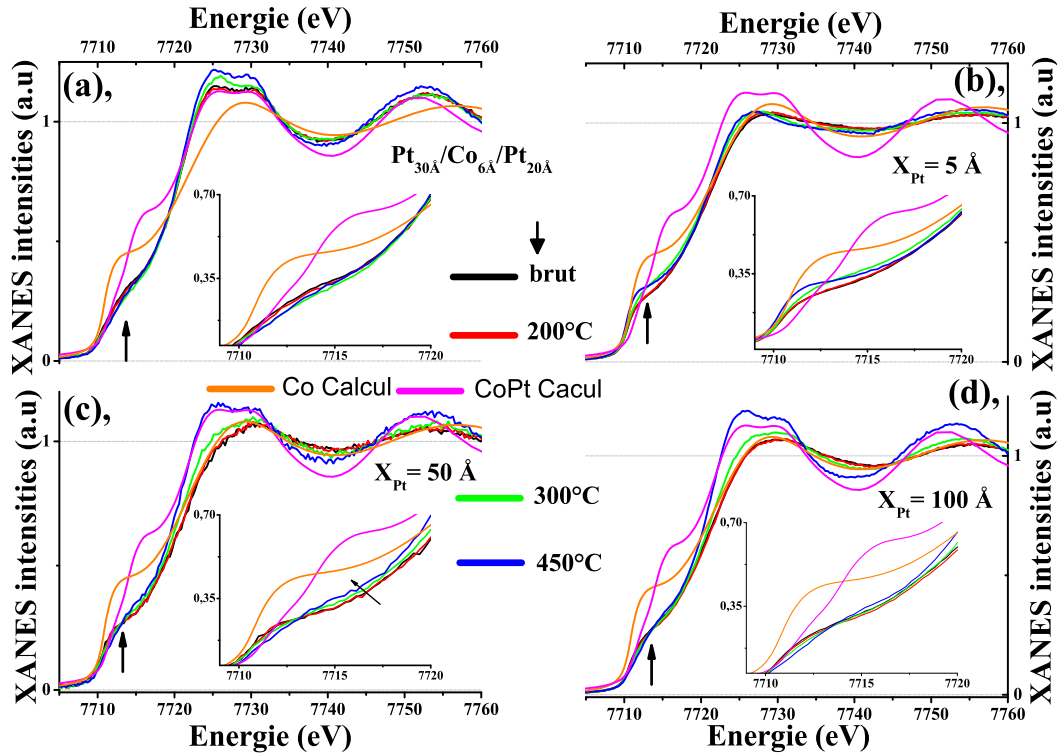 Energie (eV)
Energie (eV)
7710 7720 7730 7740 7750 7760
7710 7720 7730 7740 7750 7760
XANES intensities (a.u)
(a),
1
1
Pt30Å/Co6Å/Pt20Å
0,70
0,35
7710 7715 7720
(b),
1
1
XPt= 5 Å
0,70
0,35
7710 7715 7720
XANES intensities (a.u)
brut
200°C
Co Calcul
CoPt Cacul
300°C
450°C
XANES intensities (a.u)
(c),
1
1
XPt= 50 Å
0,70
0,35
7710 7715 7720
(d),
1
1
XPt= 100 Å
0,70
0,35
7710 7715 7720
XANES intensities (a.u)
7710 7720 7730 7740 7750 7760
7710 7720 7730 7740 7750 7760
Energie (eV)
Energie (eV)